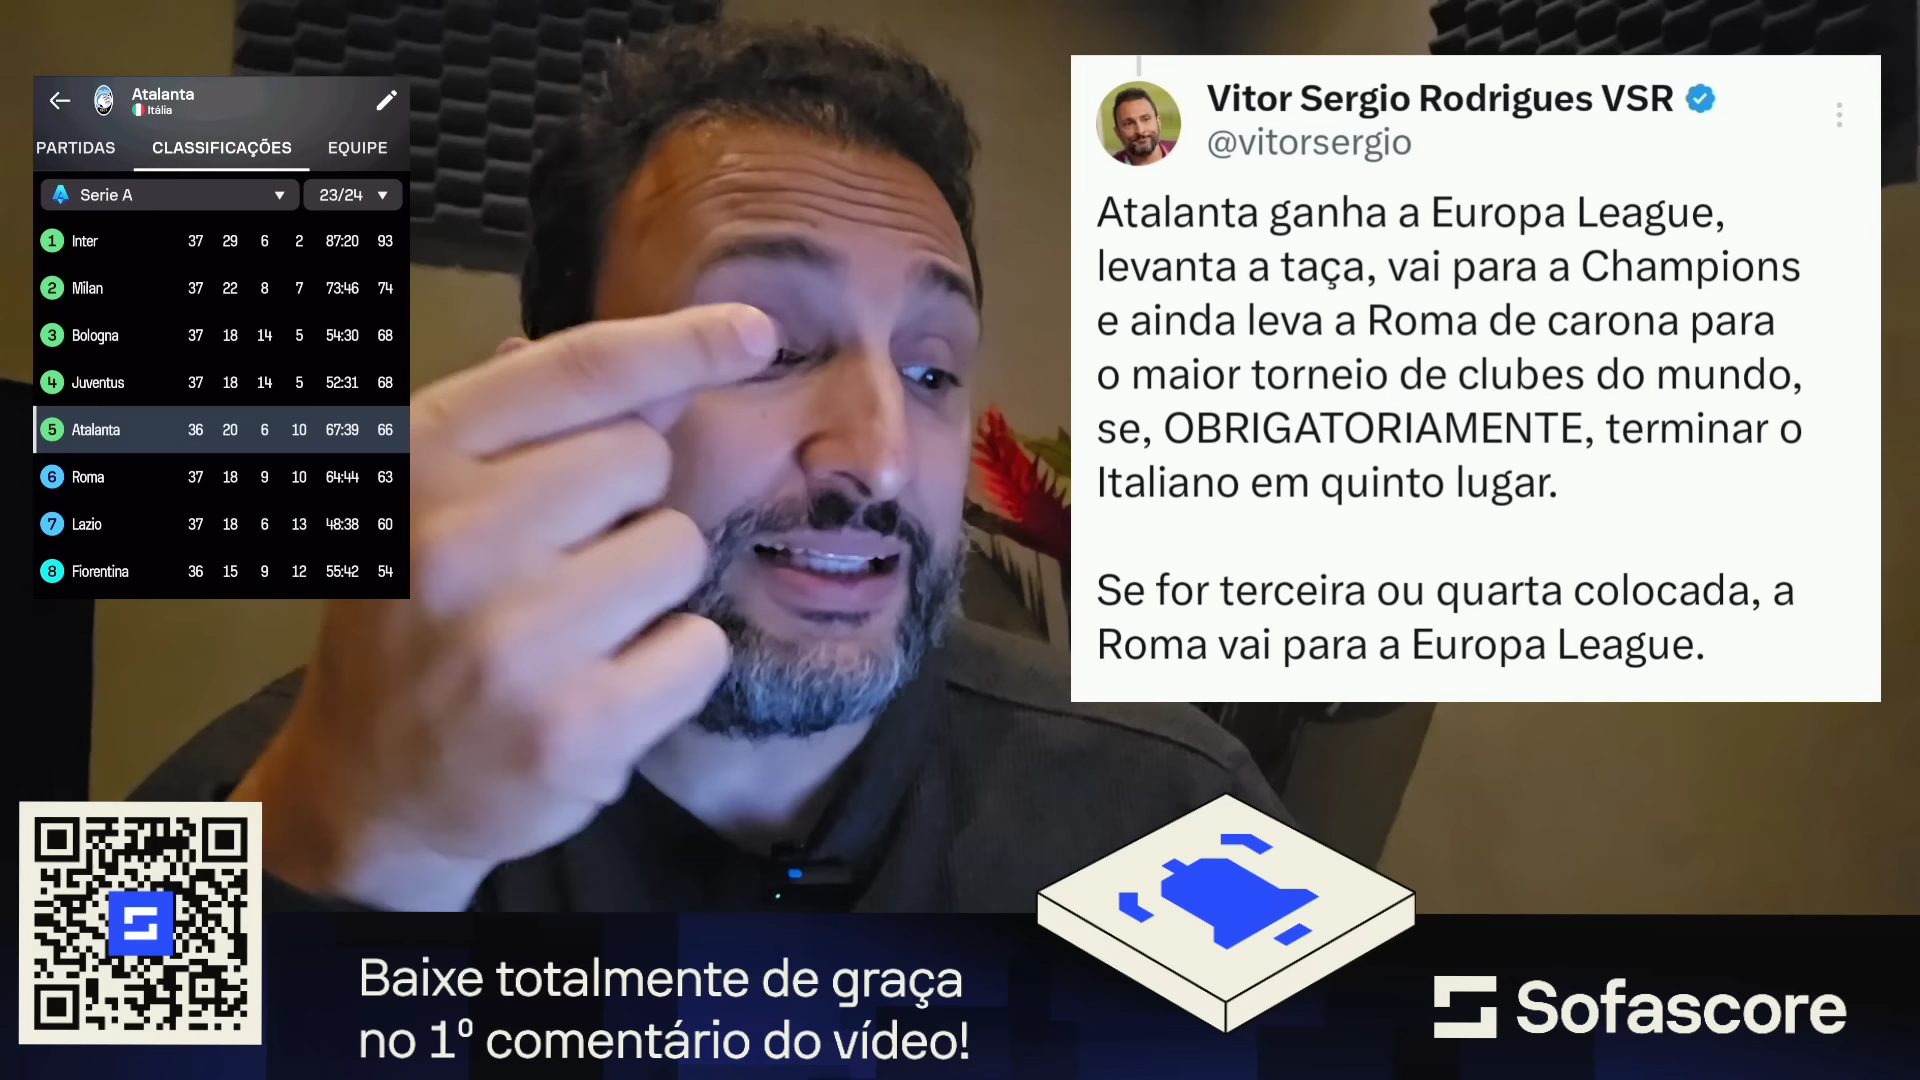 Atalanta
Itália
PARTIDAS CLASSIFICAÇÕES EQUIPE
Serie A 23/24
1 Inter 37 29 6 2 87:20 93
2 Milan 37 22 8 7 73:46 74
3 Bologna 37 18 14 5 54:30 68
4 Juventus 37 18 14 5 52:31 68
5 Atalanta 36 20 6 10 67:39 66
6 Roma 37 18 9 10 64:44 63
7 Lazio 37 18 6 13 48:38 60
8 Fiorentina 36 15 9 12 55:42 54
Vitor Sergio Rodrigues VSR
@vitorsergio
Atalanta ganha a Europa League,
levanta a taça, vai para a Champions
e ainda leva a Roma de carona para
o maior torneio de clubes do mundo,
se, OBRIGATORIAMENTE, terminar o
Italiano em quinto lugar.
Se for terceira ou quarta colocada, a
Roma vai para a Europa League.
Baixe totalmente de graça
no 1º comentário do vídeo!
Sofascore